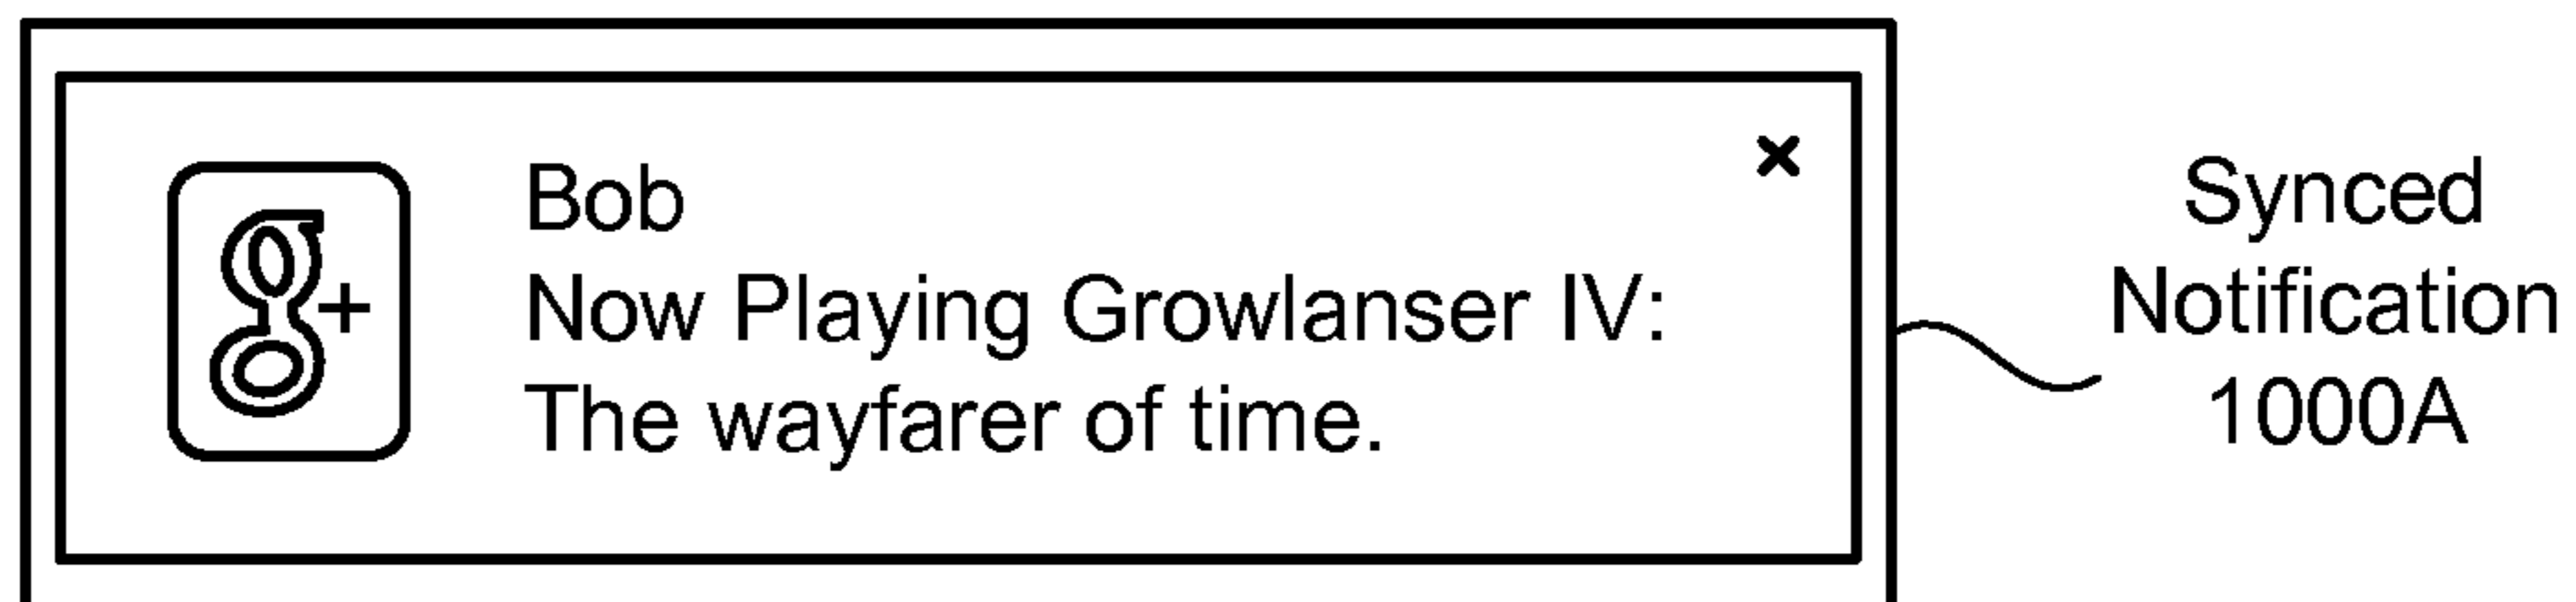 g+
Bob
Now Playing Growlanser IV:
The wayfarer of time.
×
Synced
Notification
1000A